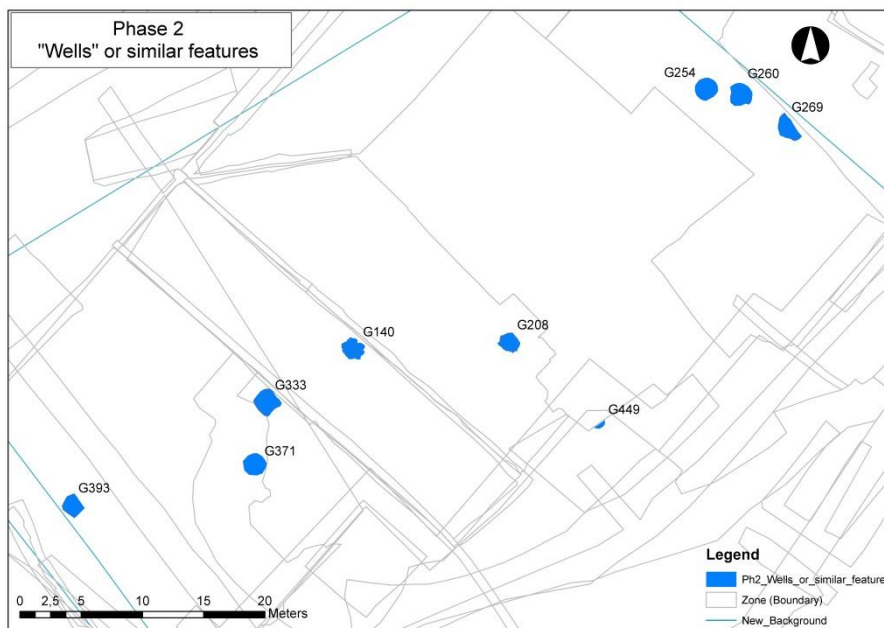 Phase 2
"Wells" or similar features
G254
G260
G269
G140
G208
G333
G449
G371
G393
Legend
Ph2_Wells_or_similar_feature
Zone (Boundary)
New_Background
0 2,5 5 10 15 20
Meters